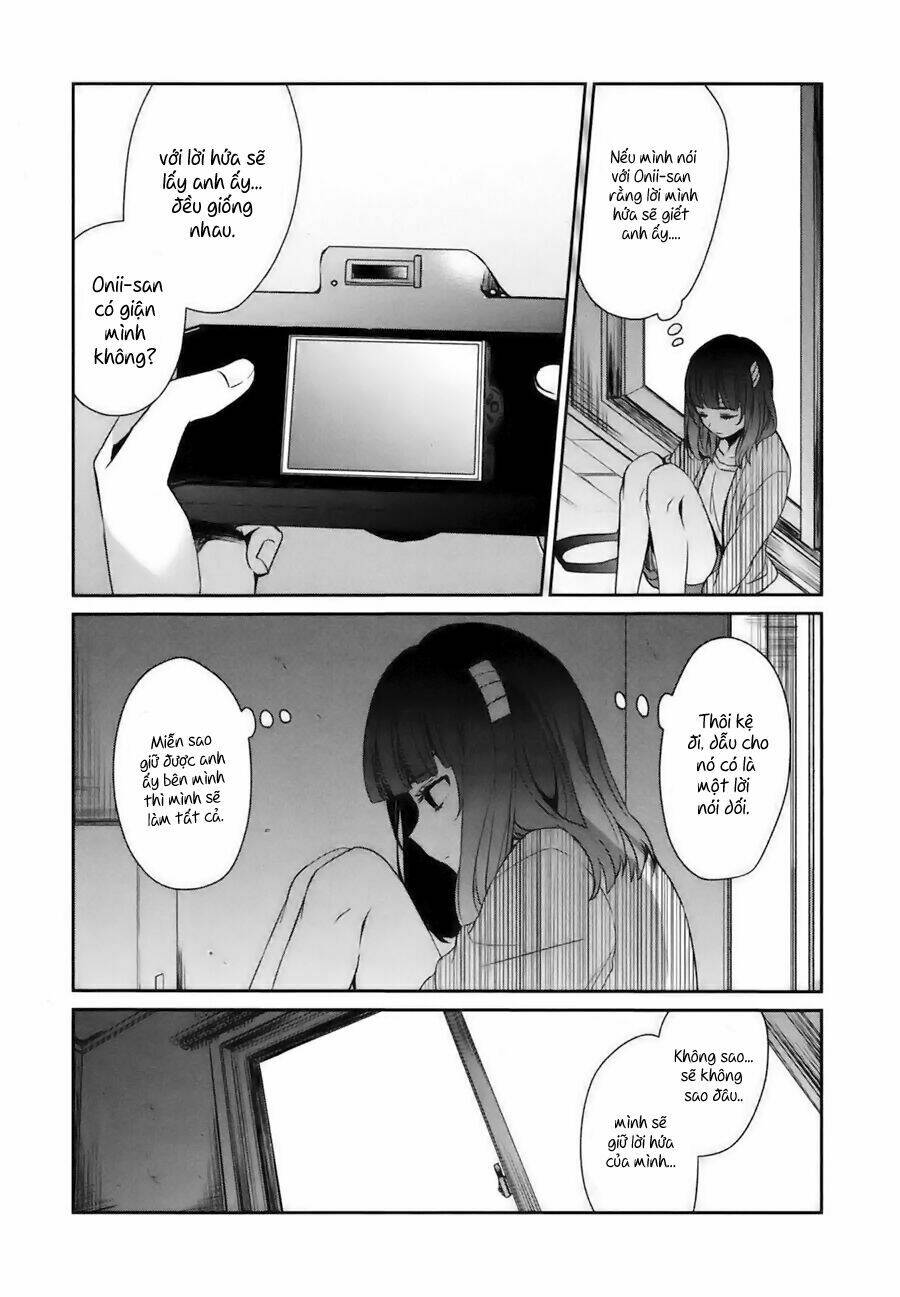 Nếu mình nói
với Onii-san
rằng lời mình
hứa sẽ giết
anh ấy....
với lời hứa sẽ
lấy anh ấy...
đều giống
nhau.
Onii-san
có giận
mình
không?
Thôi kệ
đi, dẫu cho
nó có là
một lời
nói dối.
Miễn sao
giữ được anh
ấy bên mình
thì mình sẽ
làm tất cả.
Không sao...
sẽ không
sao đâu..
mình sẽ
giữ lời hứa
của mình...